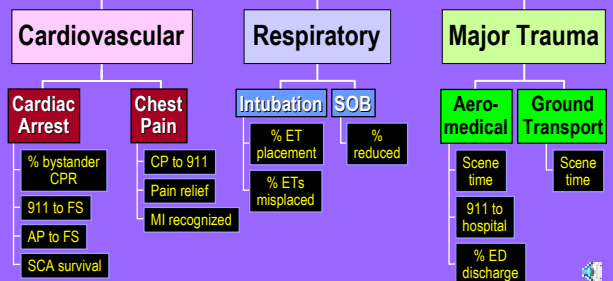 Cardiovascular
Respiratory
Major Trauma
Cardiac
Arrest
Chest
Pain
Intubation
SOB
Aero-
medical
Ground
Transport
% bystander
CPR
911 to FS
AP to FS
SCA survival
CP to 911
Pain relief
MI recognized
% ET
placement
% ETs
misplaced
%
reduced
Scene
time
911 to
hospital
% ED
discharge
Scene
time